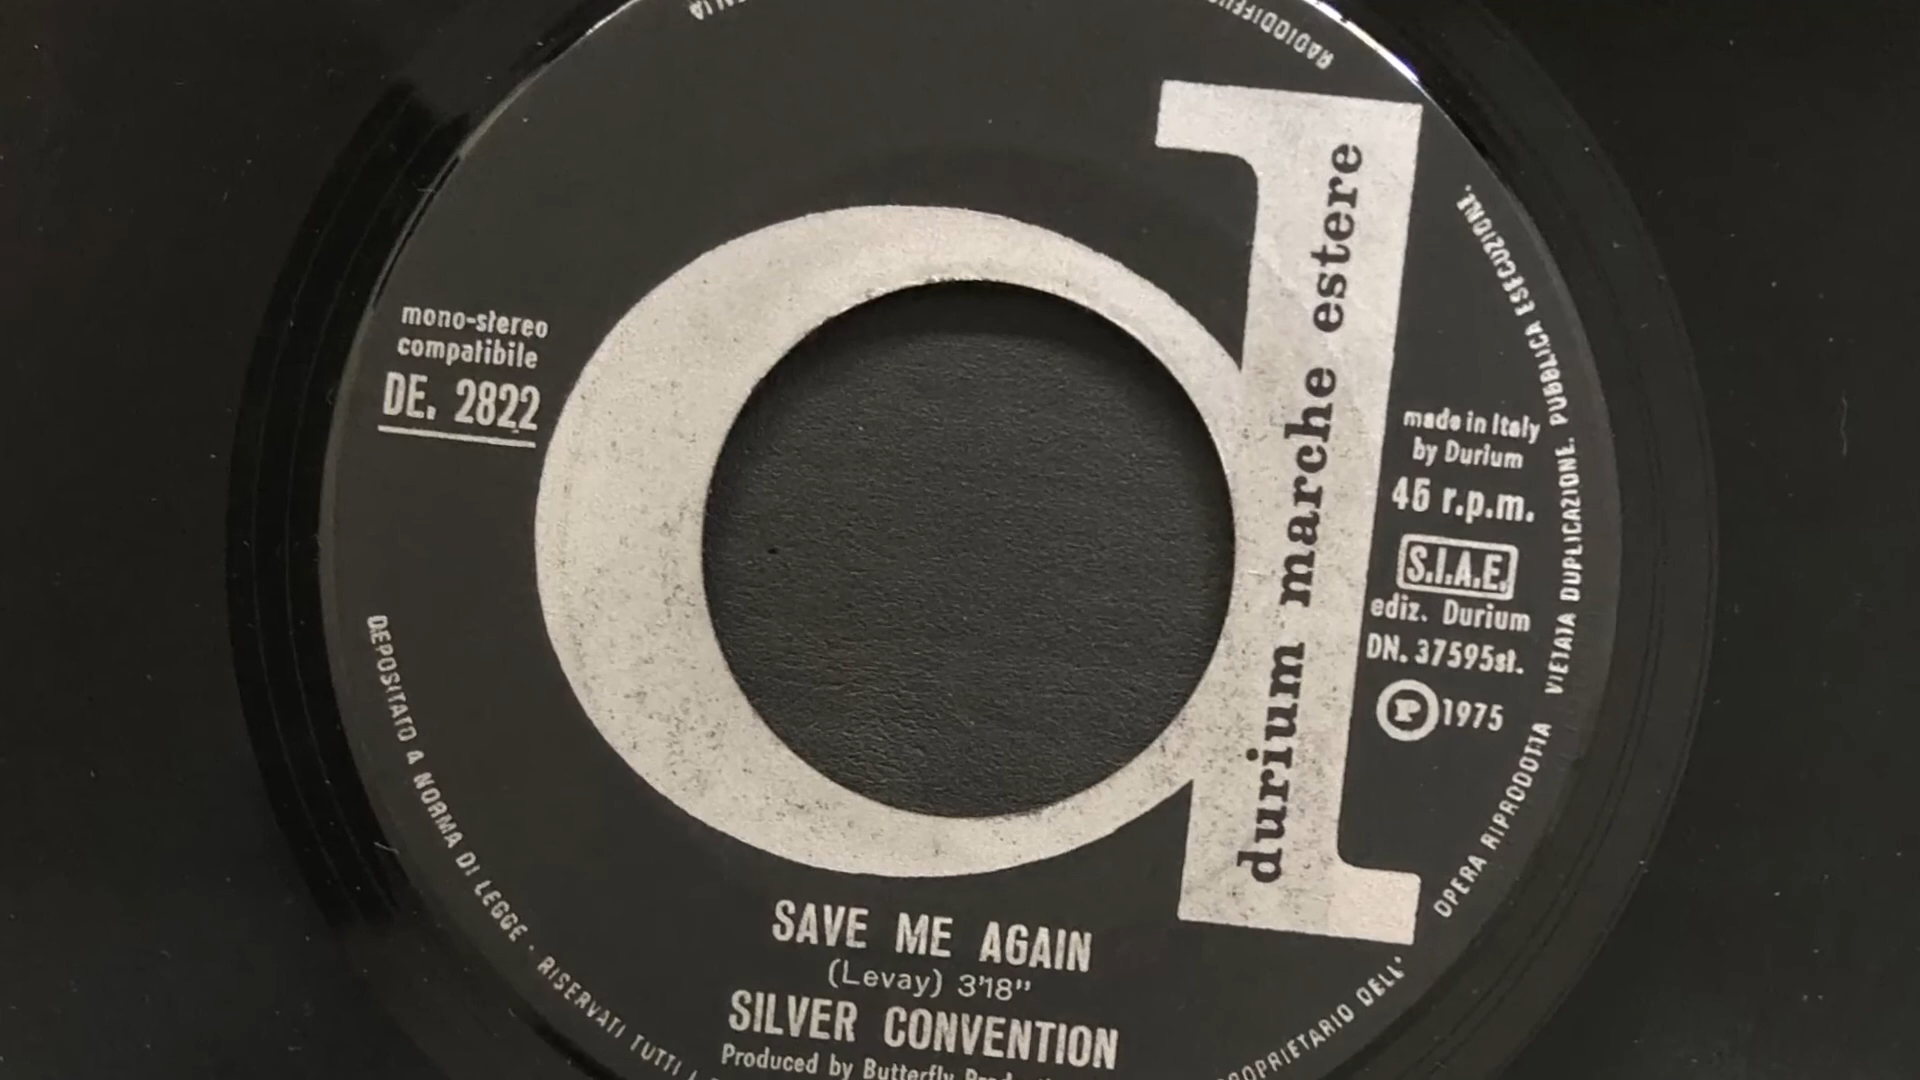 mono-stereo
compatibile
DE. 2822
durium marche estere
made in Italy
by Durium
45 r.p.m.
S.I.A.E.
ediz. Durium
DN. 37595st.
P 1975
SAVE ME AGAIN
(Levay) 3'18"
SILVER CONVENTION
Produced by Butterfly
DEPOSITATO A NORMA DI LEGGE · RISERVATI TUTTI
PROPRIETARIO DELL'
OPERA RIPRODOTTA VIETATA DUPLICAZIONE, PUBBLICA ESECUZIONE,